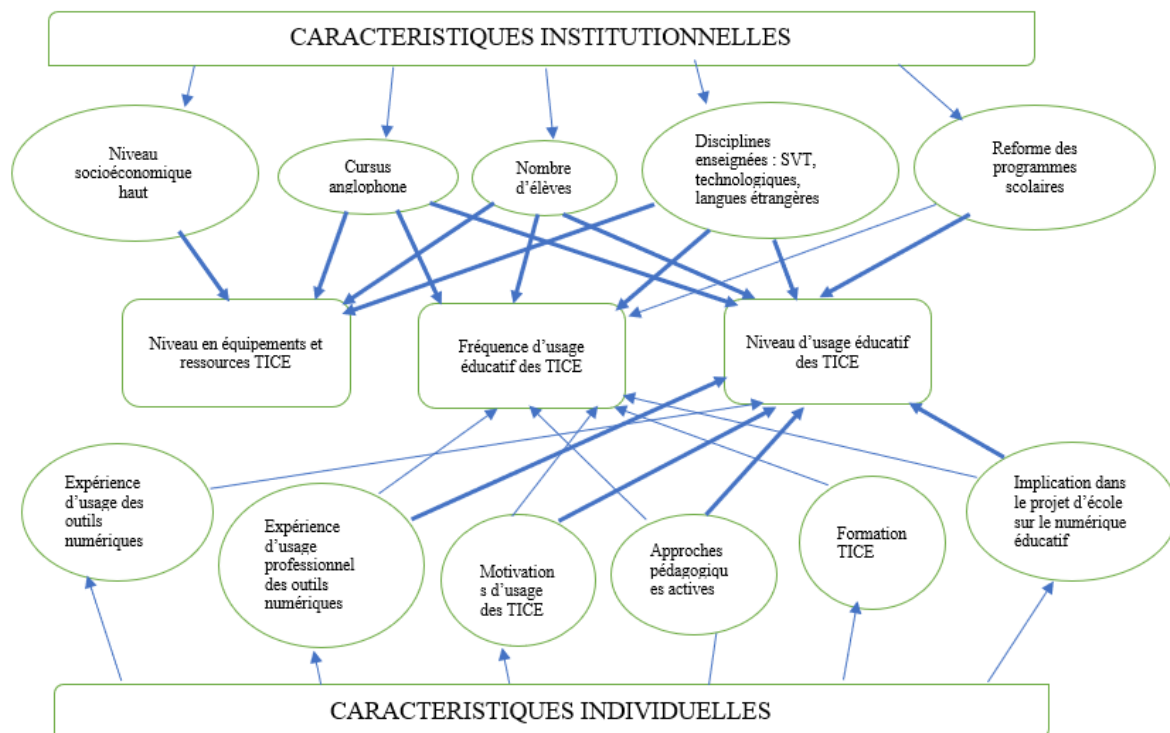 CARACTERISTIQUES INSTITUTIONNELLES
Niveau
socioéconomique
haut
Cursus
anglophone
Nombre
d'élèves
Disciplines
enseignées : SVT,
technologiques,
langues étrangères
Reforme des
programmes
scolaires
Niveau en équipements et
ressources TICE
Fréquence d'usage
éducatif des TICE
Niveau d'usage éducatif
des TICE
Expérience
d'usage des
outils
numériques
Expérience
d'usage
professionnel
des outils
numériques
Motivation
s d'usage
des TICE
Approches
pédagogiqu
es actives
Formation
TICE
Implication dans
le projet d'école
sur le numérique
éducatif
CARACTERISTIQUES INDIVIDUELLES